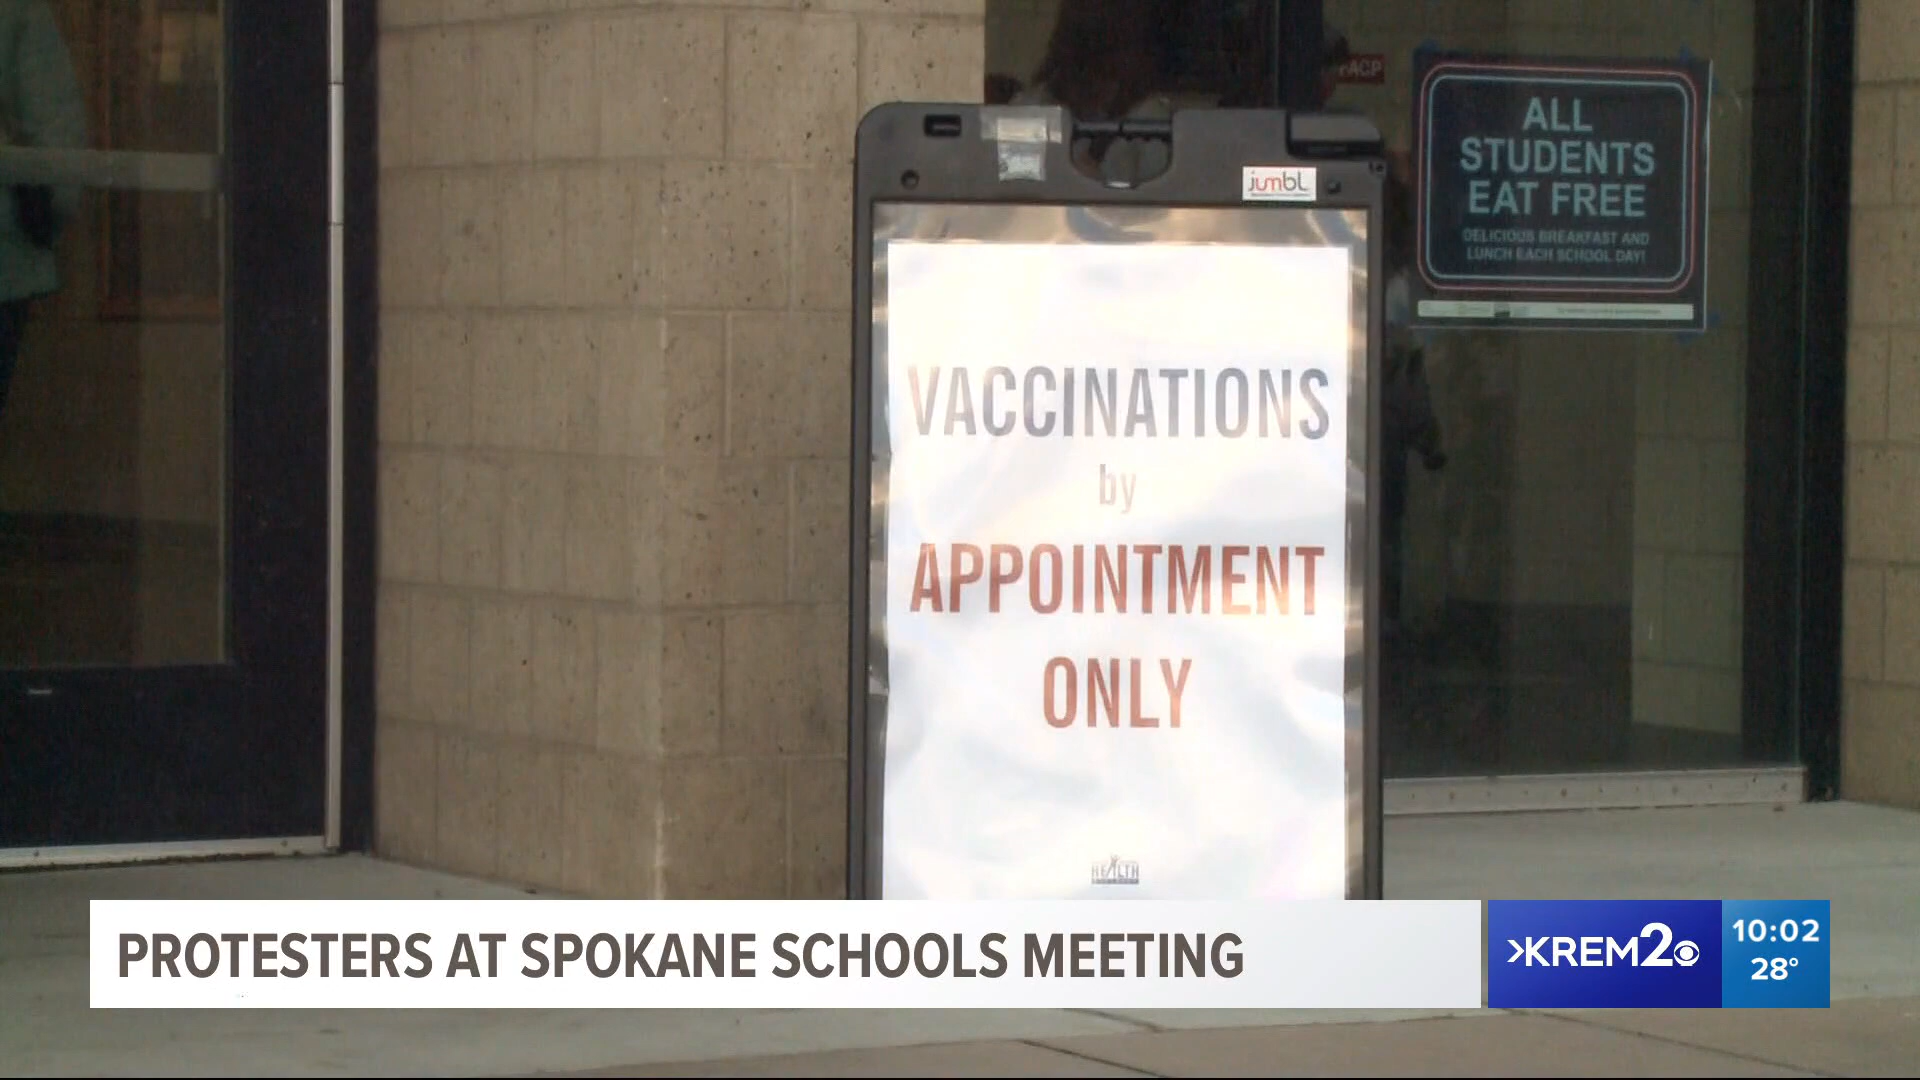 ALL
STUDENTS
EAT FREE
DELICIOUS BREAKFAST AND
LUNCH EACH SCHOOL DAY!
jumbl
VACCINATIONS
by
APPOINTMENT
ONLY
HEALTH
PROTESTERS AT SPOKANE SCHOOLS MEETING
KREM2
10:02
28°